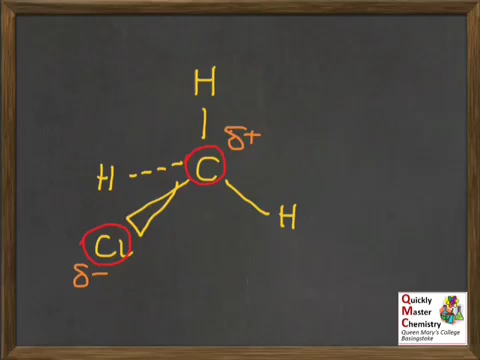 H
δ+
H
C
H
Cl
δ−
Quickly
Master
Chemistry
Queen Mary's College
Basingstoke